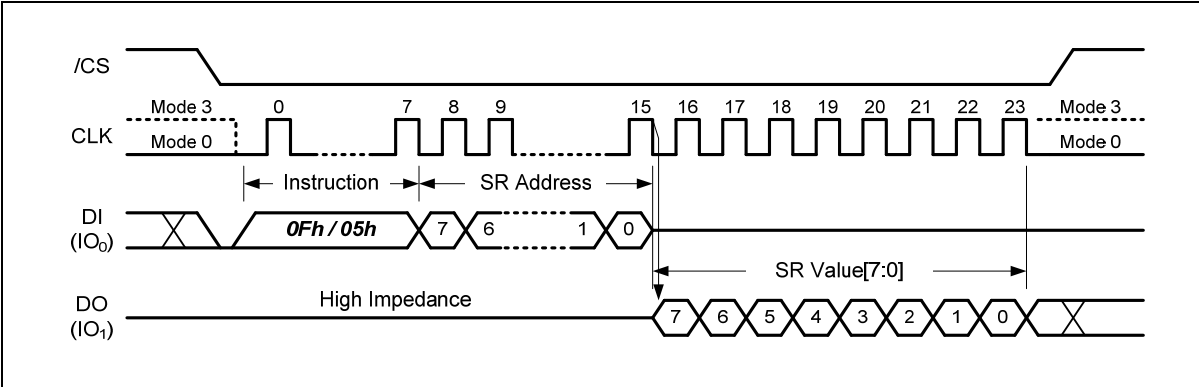 /CS
Mode 3 0 7 8 9 15 16 17 18 19 20 21 22 23 Mode 3
CLK
Mode 0 Mode 0
Instruction SR Address
DI
(IO₀)
0Fh / 05h 7 6 1 0
SR Value[7:0]
High Impedance
DO
(IO₁)
7 6 5 4 3 2 1 0